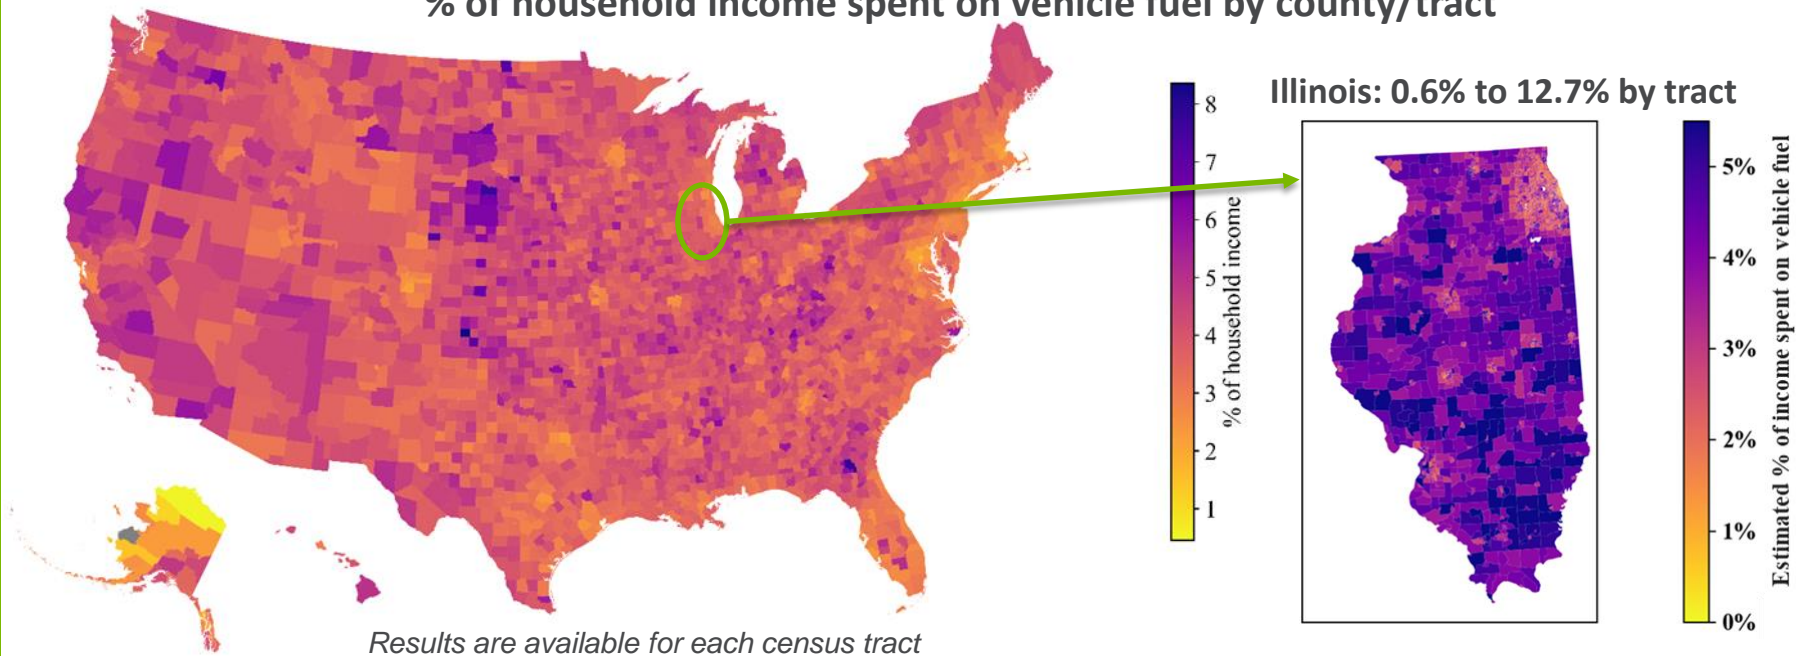 % of household income spent on vehicle fuel by county/tract
Illinois: 0.6% to 12.7% by tract
8
7
6
5
4
3
2
1
% of household income
5%
4%
3%
2%
1%
0%
Estimated % of income spent on vehicle fuel
Results are available for each census tract